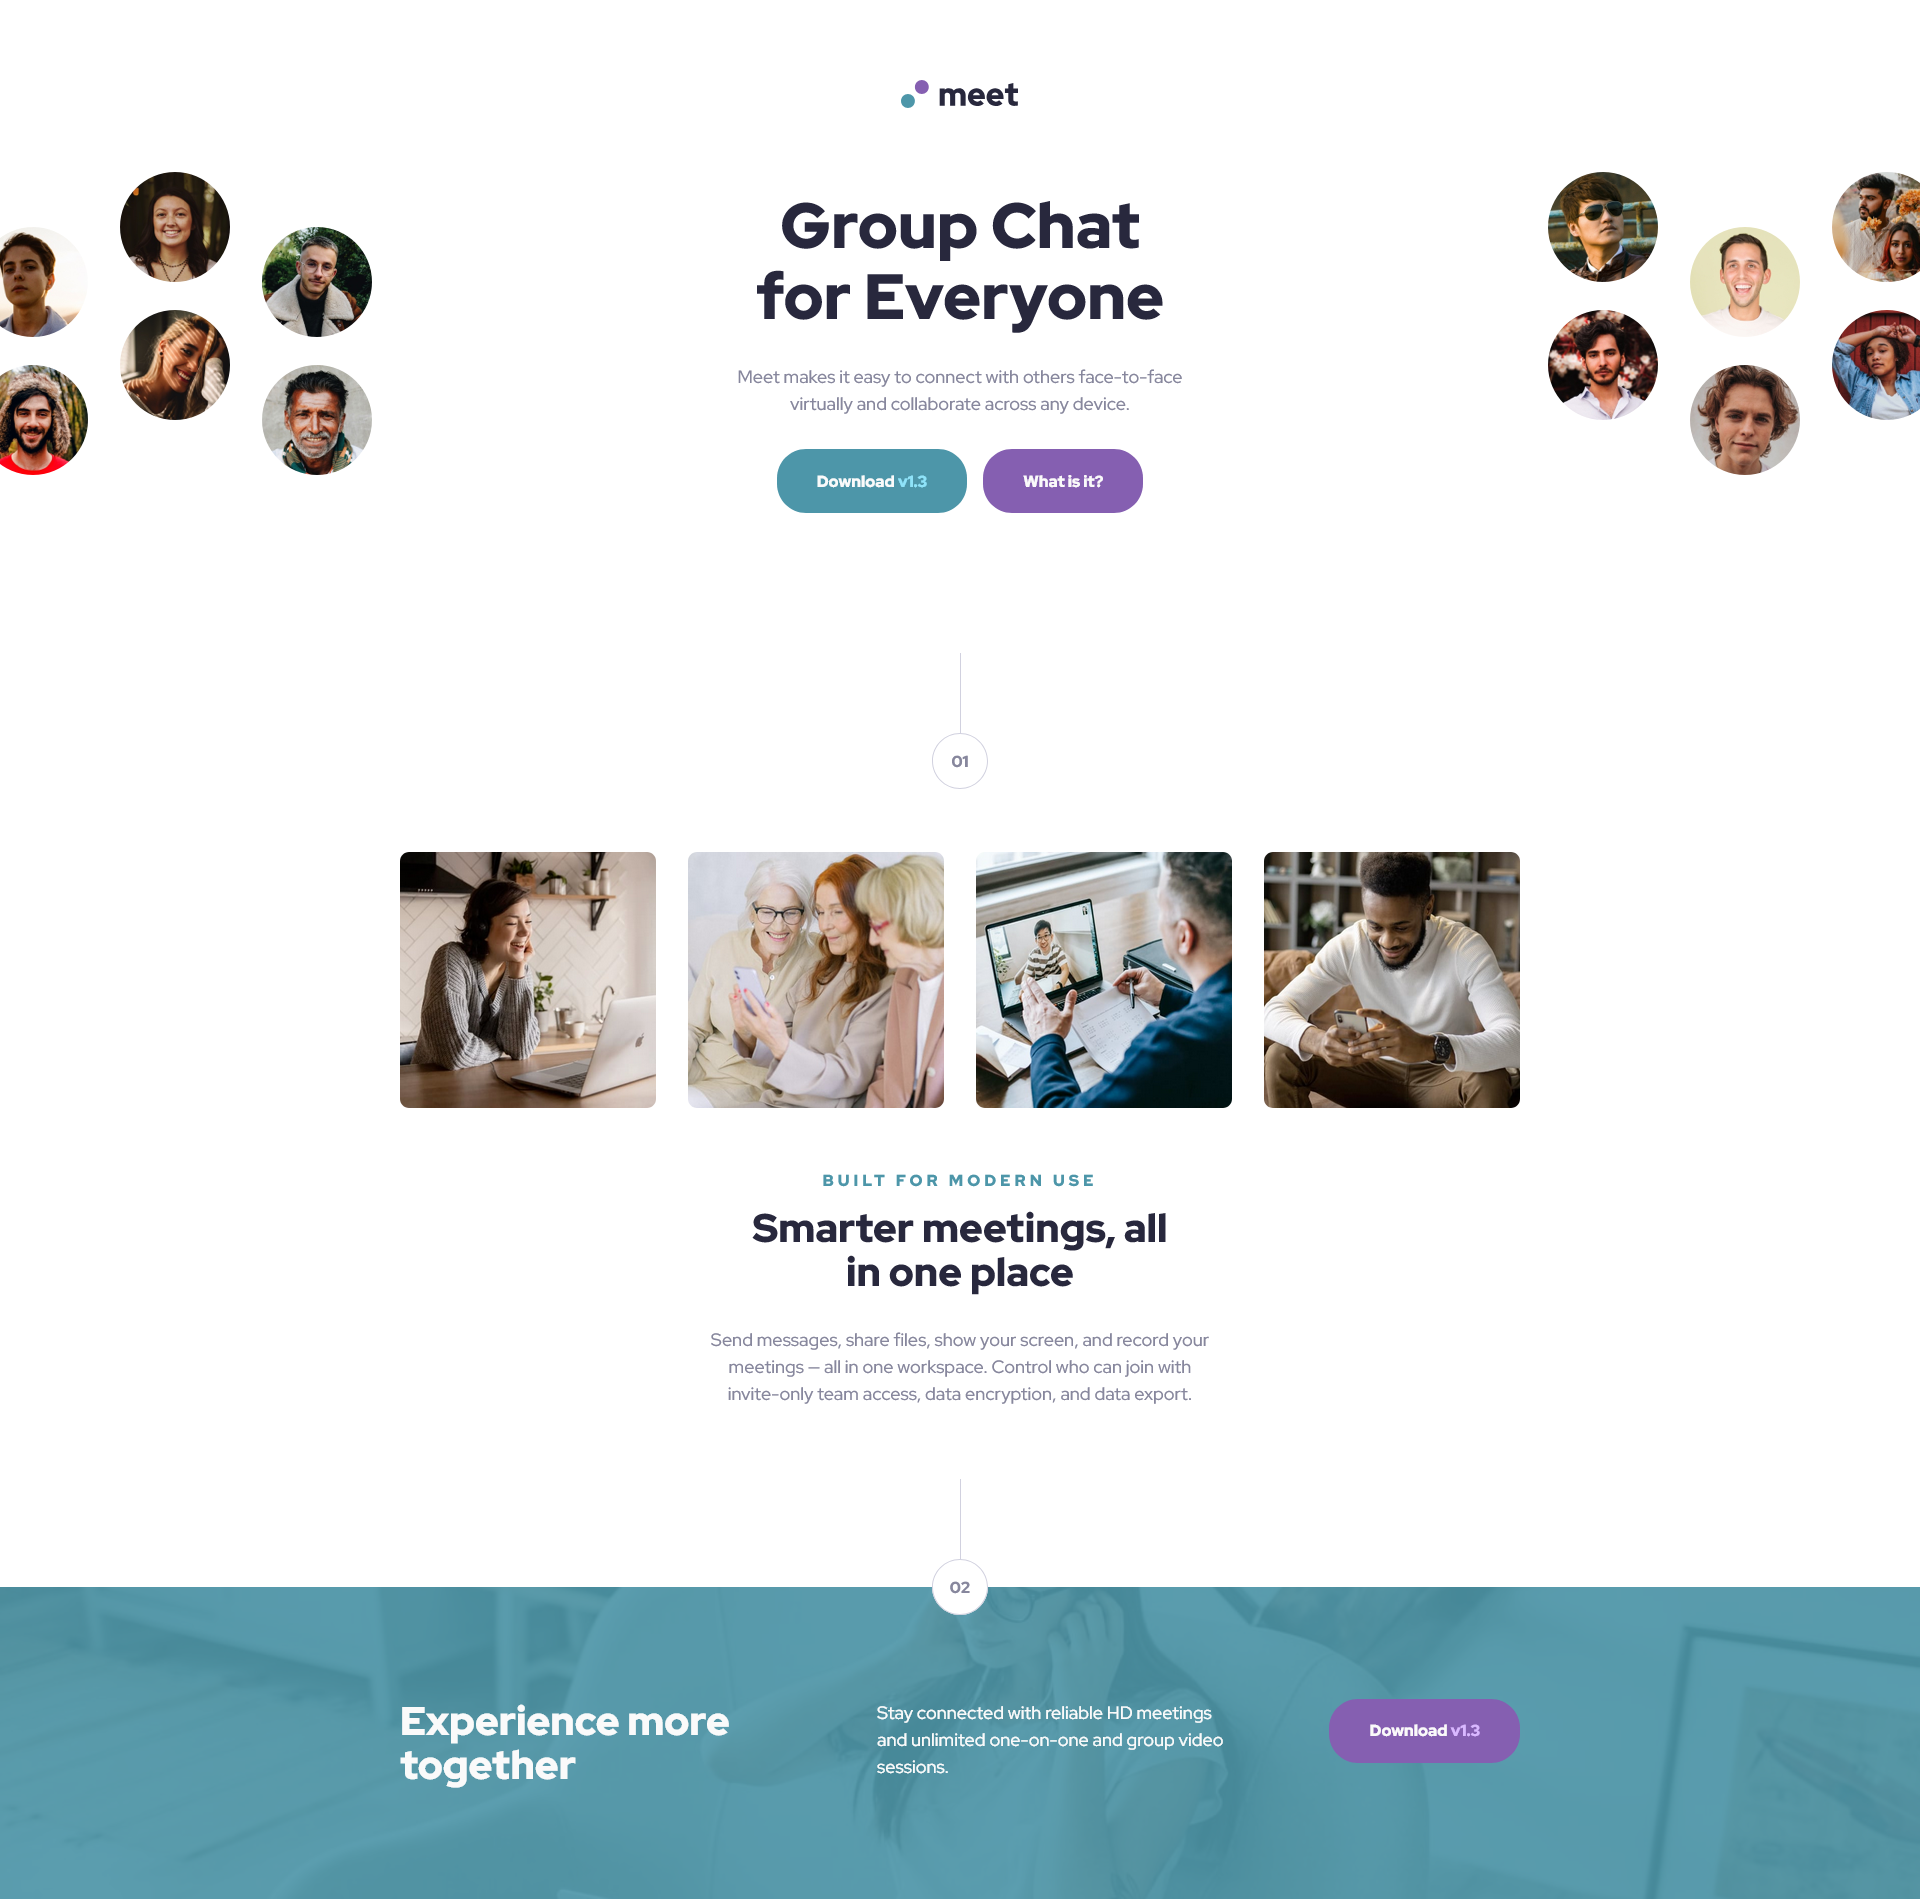 meet
Group Chat
for Everyone
Meet makes it easy to connect with others face-to-face
virtually and collaborate across any device.
Download v1.3
What is it?
01
BUILT FOR MODERN USE
Smarter meetings, all
in one place
Send messages, share files, show your screen, and record your
meetings — all in one workspace. Control who can join with
invite-only team access, data encryption, and data export.
02
Experience more
together
Stay connected with reliable HD meetings
and unlimited one-on-one and group video
sessions.
Download v1.3